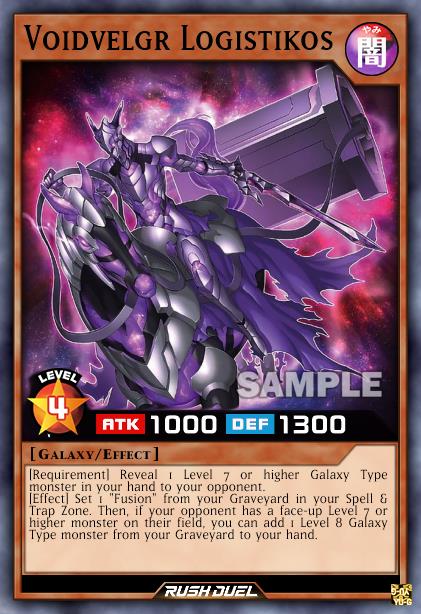 VOIDVELGR LOGISTIKOS
やみ
闇
SAMPLE
LEVEL
4
ATK 1000 DEF 1300
[GALAXY/EFFECT]
[Requirement] Reveal 1 Level 7 or higher Galaxy Type
monster in your hand to your opponent.
[Effect] Set 1 "Fusion" from your Graveyard in your Spell &
Trap Zone. Then, if your opponent has a face-up Level 7 or
higher monster on their field, you can add 1 Level 8 Galaxy
Type monster from your Graveyard to your hand.
RUSH DUEL